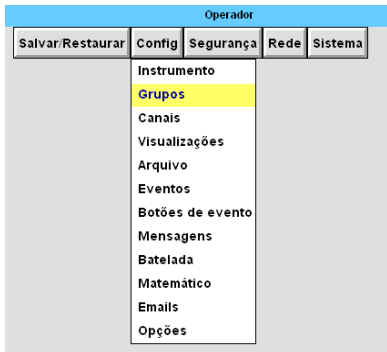 Operador
Salvar/Restaurar Config Segurança Rede Sistema
Instrumento
Grupos
Canais
Visualizações
Arquivo
Eventos
Botões de evento
Mensagens
Batelada
Matemático
Emails
Opções